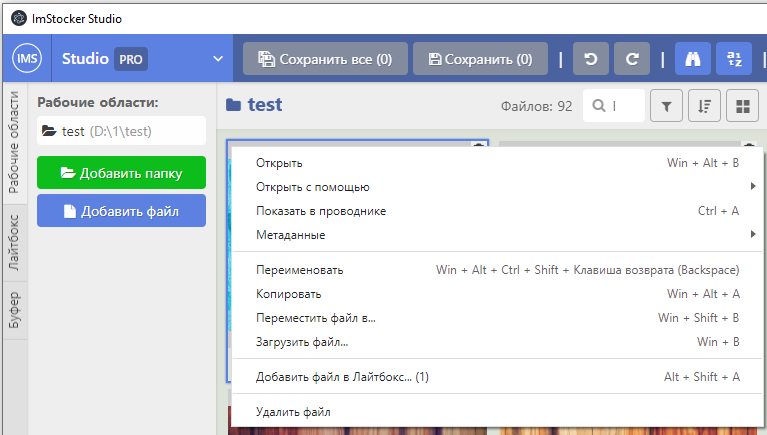 ImStocker Studio
IMS Studio PRO Сохранить все (0) Сохранить (0)
Рабочие области
Лайтбокс
Буфер
Рабочие области:
test (D:\1\test)
Добавить папку
Добавить файл
test Файлов: 92
Открыть Win + Alt + B
Открыть с помощью
Показать в проводнике Ctrl + A
Метаданные
Переименовать Win + Alt + Ctrl + Shift + Клавиша возврата (Backspace)
Копировать Win + Alt + A
Переместить файл в... Win + Shift + B
Загрузить файл... Win + B
Добавить файл в Лайтбокс... (1) Alt + Shift + A
Удалить файл